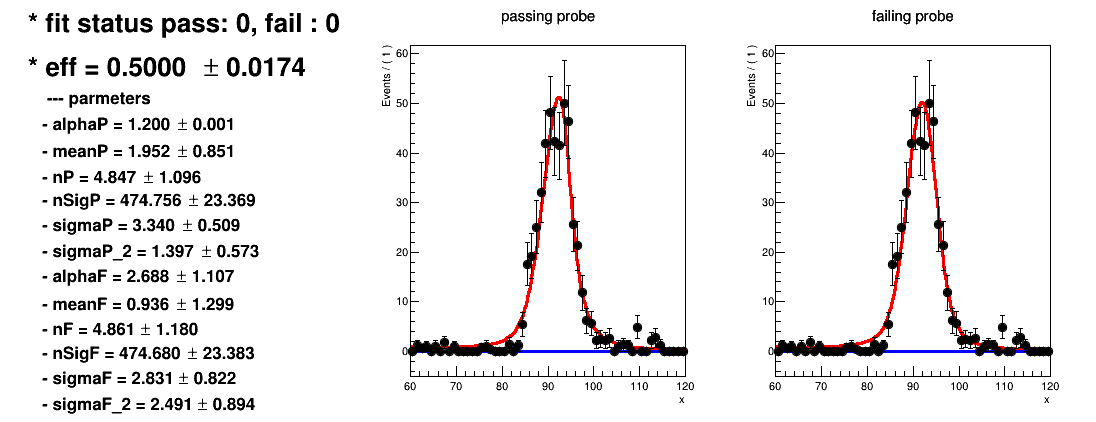 * fit status pass: 0, fail : 0
* eff = 0.5000 ± 0.0174
--- parmeters
- alphaP = 1.200 ± 0.001
- meanP = 1.952 ± 0.851
- nP = 4.847 ± 1.096
- nSigP = 474.756 ± 23.369
- sigmaP = 3.340 ± 0.509
- sigmaP_2 = 1.397 ± 0.573
- alphaF = 2.688 ± 1.107
- meanF = 0.936 ± 1.299
- nF = 4.861 ± 1.180
- nSigF = 474.680 ± 23.383
- sigmaF = 2.831 ± 0.822
- sigmaF_2 = 2.491 ± 0.894
passing probe
Events / ( 1 )
60
50
40
30
20
10
0
60 70 80 90 100 110 120
x
failing probe
Events / ( 1 )
60
50
40
30
20
10
0
60 70 80 90 100 110 120
x